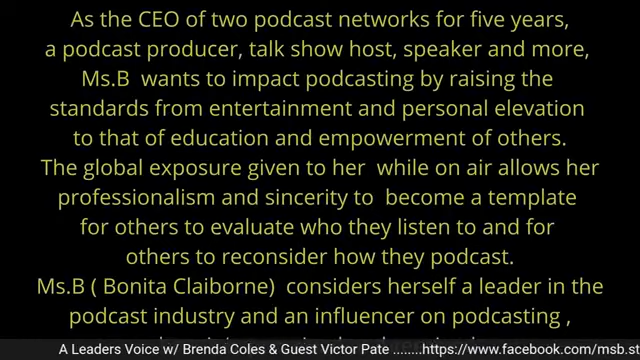 As the CEO of two podcast networks for five years,
a podcast producer, talk show host, speaker and more,
Ms.B wants to impact podcasting by raising the
standards from entertainment and personal elevation
to that of education and empowerment of others.
The global exposure given to her while on air allows her
professionalism and sincerity to become a template
for others to evaluate who they listen to and for
others to reconsider how they podcast.
Ms.B ( Bonita Claiborne) considers herself a leader in the
podcast industry and an influencer on podcasting ,
A Leaders Voice w/ Brenda Coles & Guest Victor Pate ........https://www.facebook.com/msb.st